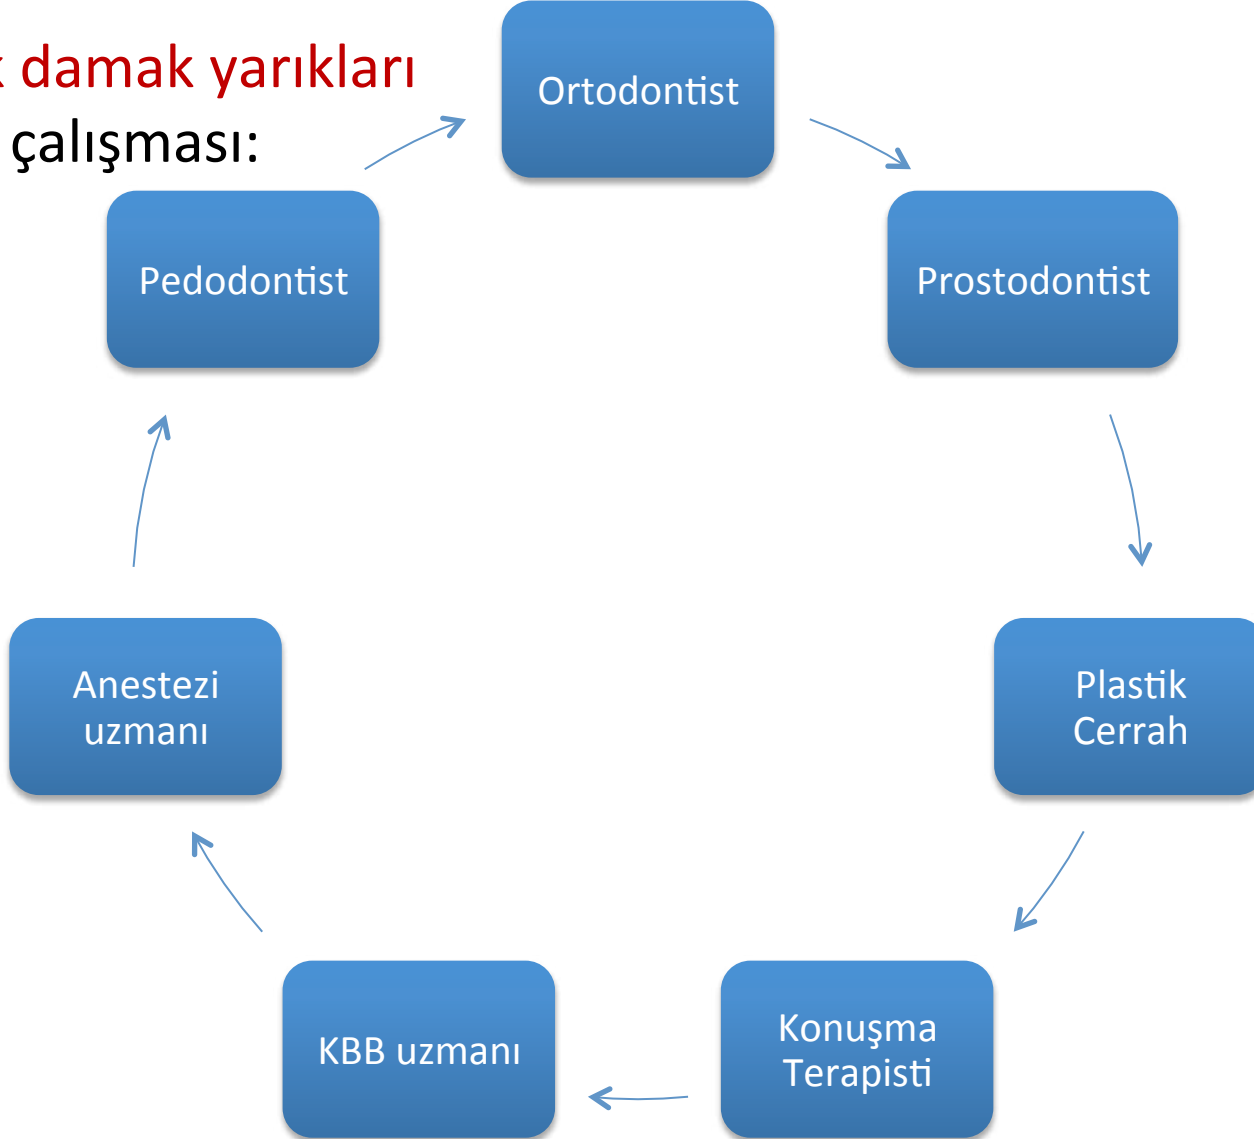 damak yarıkları
çalışması:
Ortodontist
Prostodontist
Plastik
Cerrah
Konuşma
Terapisti
KBB uzmanı
Anestezi
uzmanı
Pedodontist